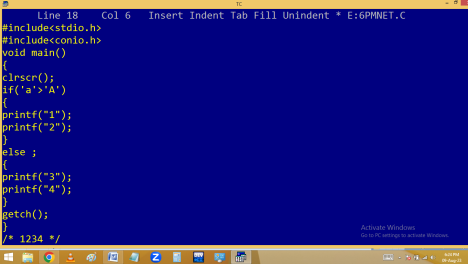 TC
Line 18 Col 6 Insert Indent Tab Fill Unindent * E:6PMNET.C
#include<stdio.h>
#include<conio.h>
void main()
{
clrscr();
if('a'>'A')
{
printf("1");
printf("2");
}
else ;
{
printf("3");
printf("4");
}
getch();
}
/* 1234 */
Activate Windows
Go to PC settings to activate Windows.